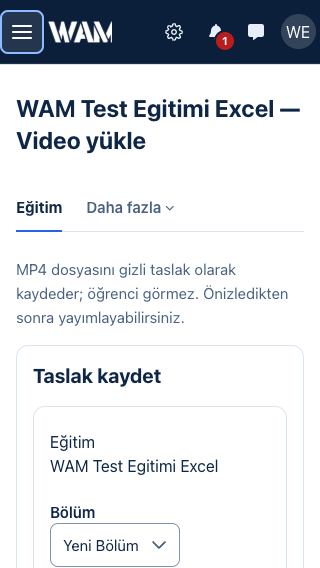 WAM
1
WE
WAM Test Egitimi Excel —
Video yükle
Eğitim
Daha fazla
MP4 dosyasını gizli taslak olarak
kaydeder; öğrenci görmez. Önizledikten
sonra yayımlayabilirsiniz.
Taslak kaydet
Eğitim
WAM Test Egitimi Excel
Bölüm
Yeni Bölüm